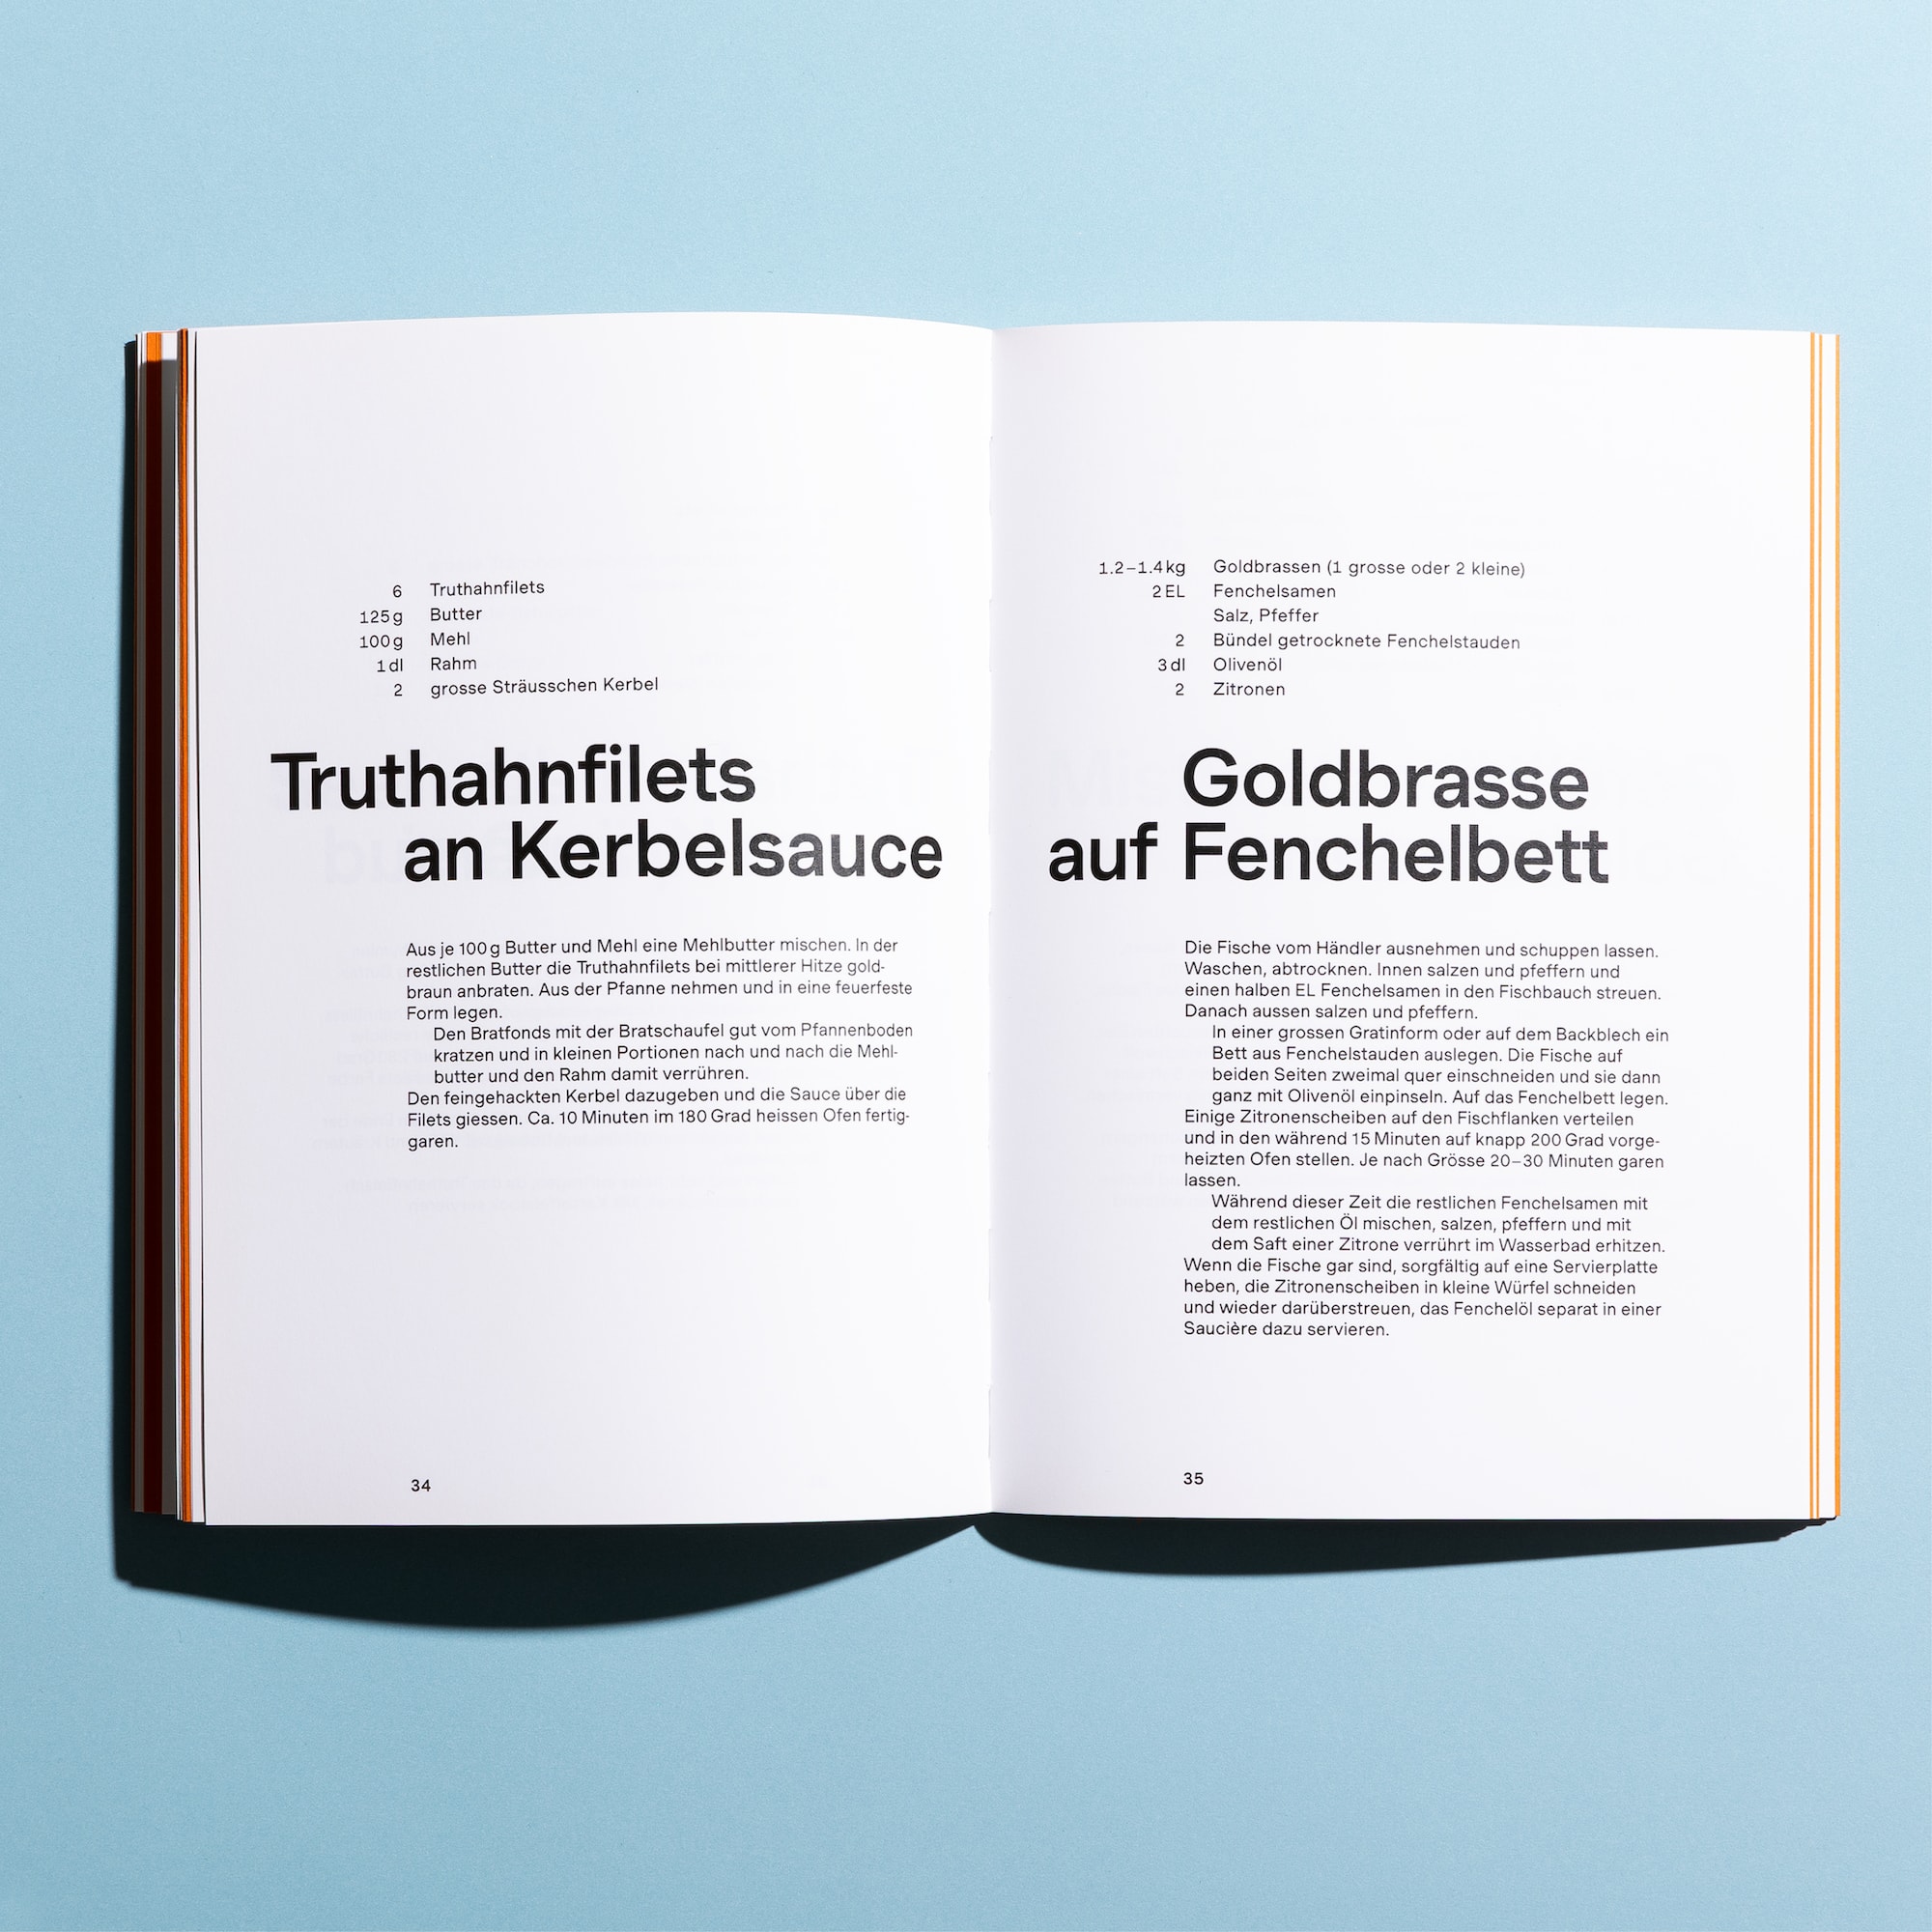 6 Truthahnfilets
125 g Butter
100 g Mehl
1 dl Rahm
2 grosse Sträusschen Kerbel
Truthahnfilets
an Kerbelsauce
Aus je 100 g Butter und Mehl eine Mehlbutter mischen. In der
restlichen Butter die Truthahnfilets bei mittlerer Hitze gold-
braun anbraten. Aus der Pfanne nehmen und in eine feuerfeste
Form legen.
Den Bratfonds mit der Bratschaufel gut vom Pfannenboden
kratzen und in kleinen Portionen nach und nach die Mehl-
butter und den Rahm damit verrühren.
Den feingehackten Kerbel dazugeben und die Sauce über die
Filets giessen. Ca. 10 Minuten im 180 Grad heissen Ofen fertig-
garen.
34
1.2–1.4 kg Goldbrassen (1 grosse oder 2 kleine)
2 EL Fenchelsamen
Salz, Pfeffer
2 Bündel getrocknete Fenchelstauden
3 dl Olivenöl
2 Zitronen
Goldbrasse
auf Fenchelbett
Die Fische vom Händler ausnehmen und schuppen lassen.
Waschen, abtrocknen. Innen salzen und pfeffern und
einen halben EL Fenchelsamen in den Fischbauch streuen.
Danach aussen salzen und pfeffern.
In einer grossen Gratinform oder auf dem Backblech ein
Bett aus Fenchelstauden auslegen. Die Fische auf
beiden Seiten zweimal quer einschneiden und sie dann
ganz mit Olivenöl einpinseln. Auf das Fenchelbett legen.
Einige Zitronenscheiben auf den Fischflanken verteilen
und in den während 15 Minuten auf knapp 200 Grad vorge-
heizten Ofen stellen. Je nach Grösse 20–30 Minuten garen
lassen.
Während dieser Zeit die restlichen Fenchelsamen mit
dem restlichen Öl mischen, salzen, pfeffern und mit
dem Saft einer Zitrone verrührt im Wasserbad erhitzen.
Wenn die Fische gar sind, sorgfältig auf eine Servierplatte
heben, die Zitronenscheiben in kleine Würfel schneiden
und wieder darüberstreuen, das Fenchelöl separat in einer
Saucière dazu servieren.
35